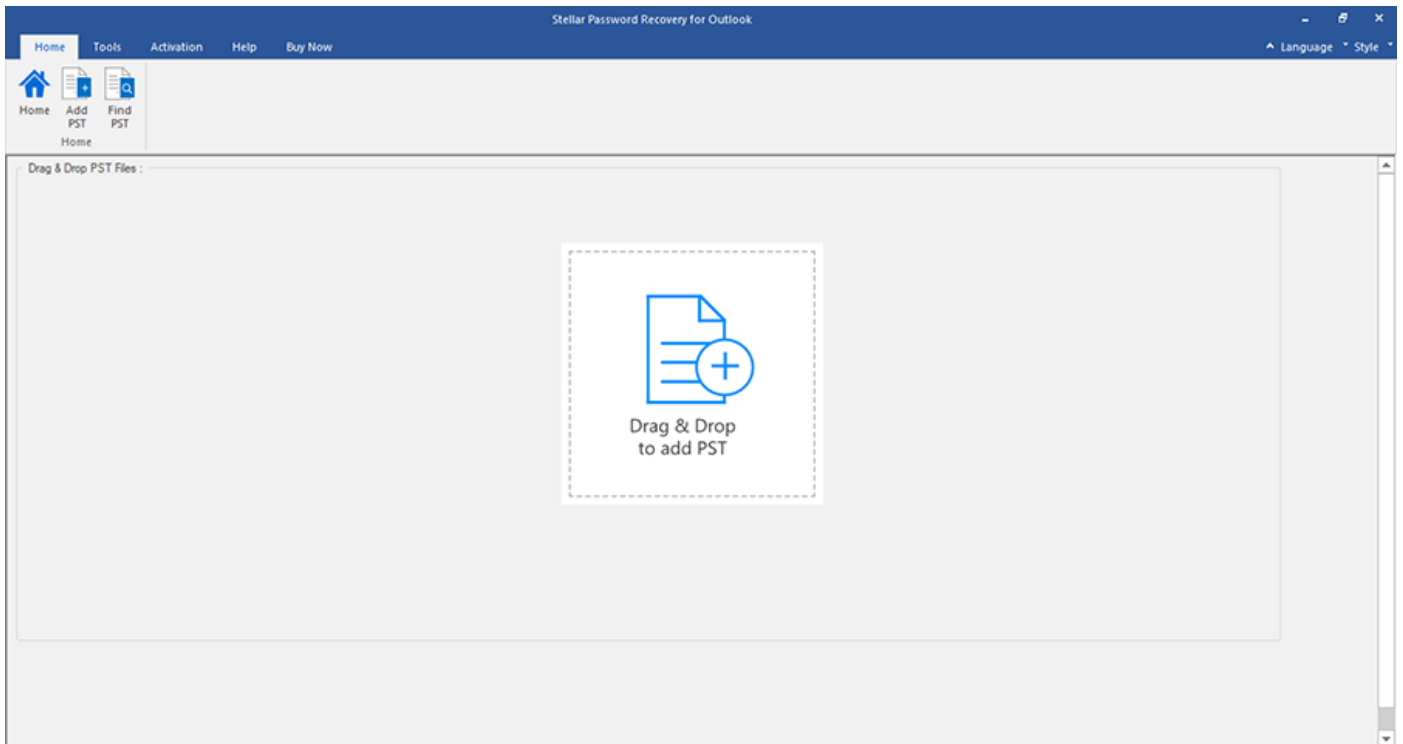 Stellar Password Recovery for Outlook
Home Tools Activation Help Buy Now Language Style
Home Add PST Find PST
Home
Drag & Drop PST Files :
Drag & Drop
to add PST